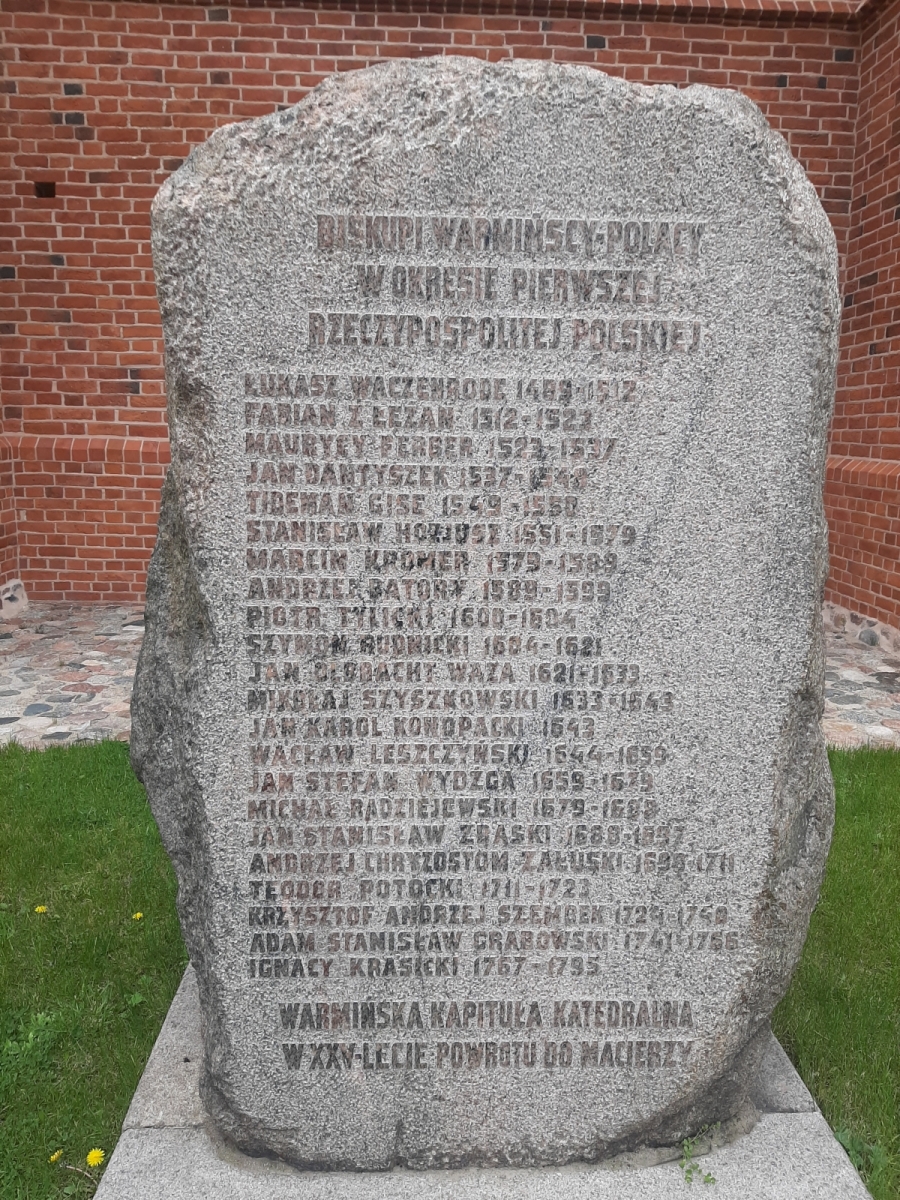 BISKUPI WARMIŃSCY-POLACY
W OKRESIE PIERWSZEJ
RZECZYPOSPOLITEJ POLSKIEJ
ŁUKASZ WACZENRODE 1489-1512
FABIAN Z ŁĘŻAN 1512-1523
MAURYCY FERBER 1523-1537
JAN DANTYSZEK 1537-1548
TIDEMAN GISE 1549-1550
STANISŁAW HOZJUSZ 1551-1579
MARCIN KROMER 1579-1589
ANDRZEJ BATORY 1589-1599
PIOTR TYLICKI 1600-1604
SZYMON RUDNICKI 1604-1621
JAN OLBRACHT WAZA 1621-1633
MIKOŁAJ SZYSZKOWSKI 1633-1643
JAN KAROL KONOPACKI 1643
WACŁAW LESZCZYŃSKI 1644-1659
JAN STEFAN WYDŻGA 1659-1679
MICHAŁ RADZIEJEWSKI 1679-1688
JAN STANISŁAW ZBĄSKI 1688-1697
ANDRZEJ CHRYZOSTOM ZAŁUSKI 1698-1711
TEODOR POTOCKI 1711-1723
KRZYSZTOF ANDRZEJ SZEMBEK 1724-1740
ADAM STANISŁAW GRABOWSKI 1741-1766
IGNACY KRASICKI 1767-1795
WARMIŃSKA KAPITUŁA KATEDRALNA
W XXV-LECIE POWROTU DO MACIERZY